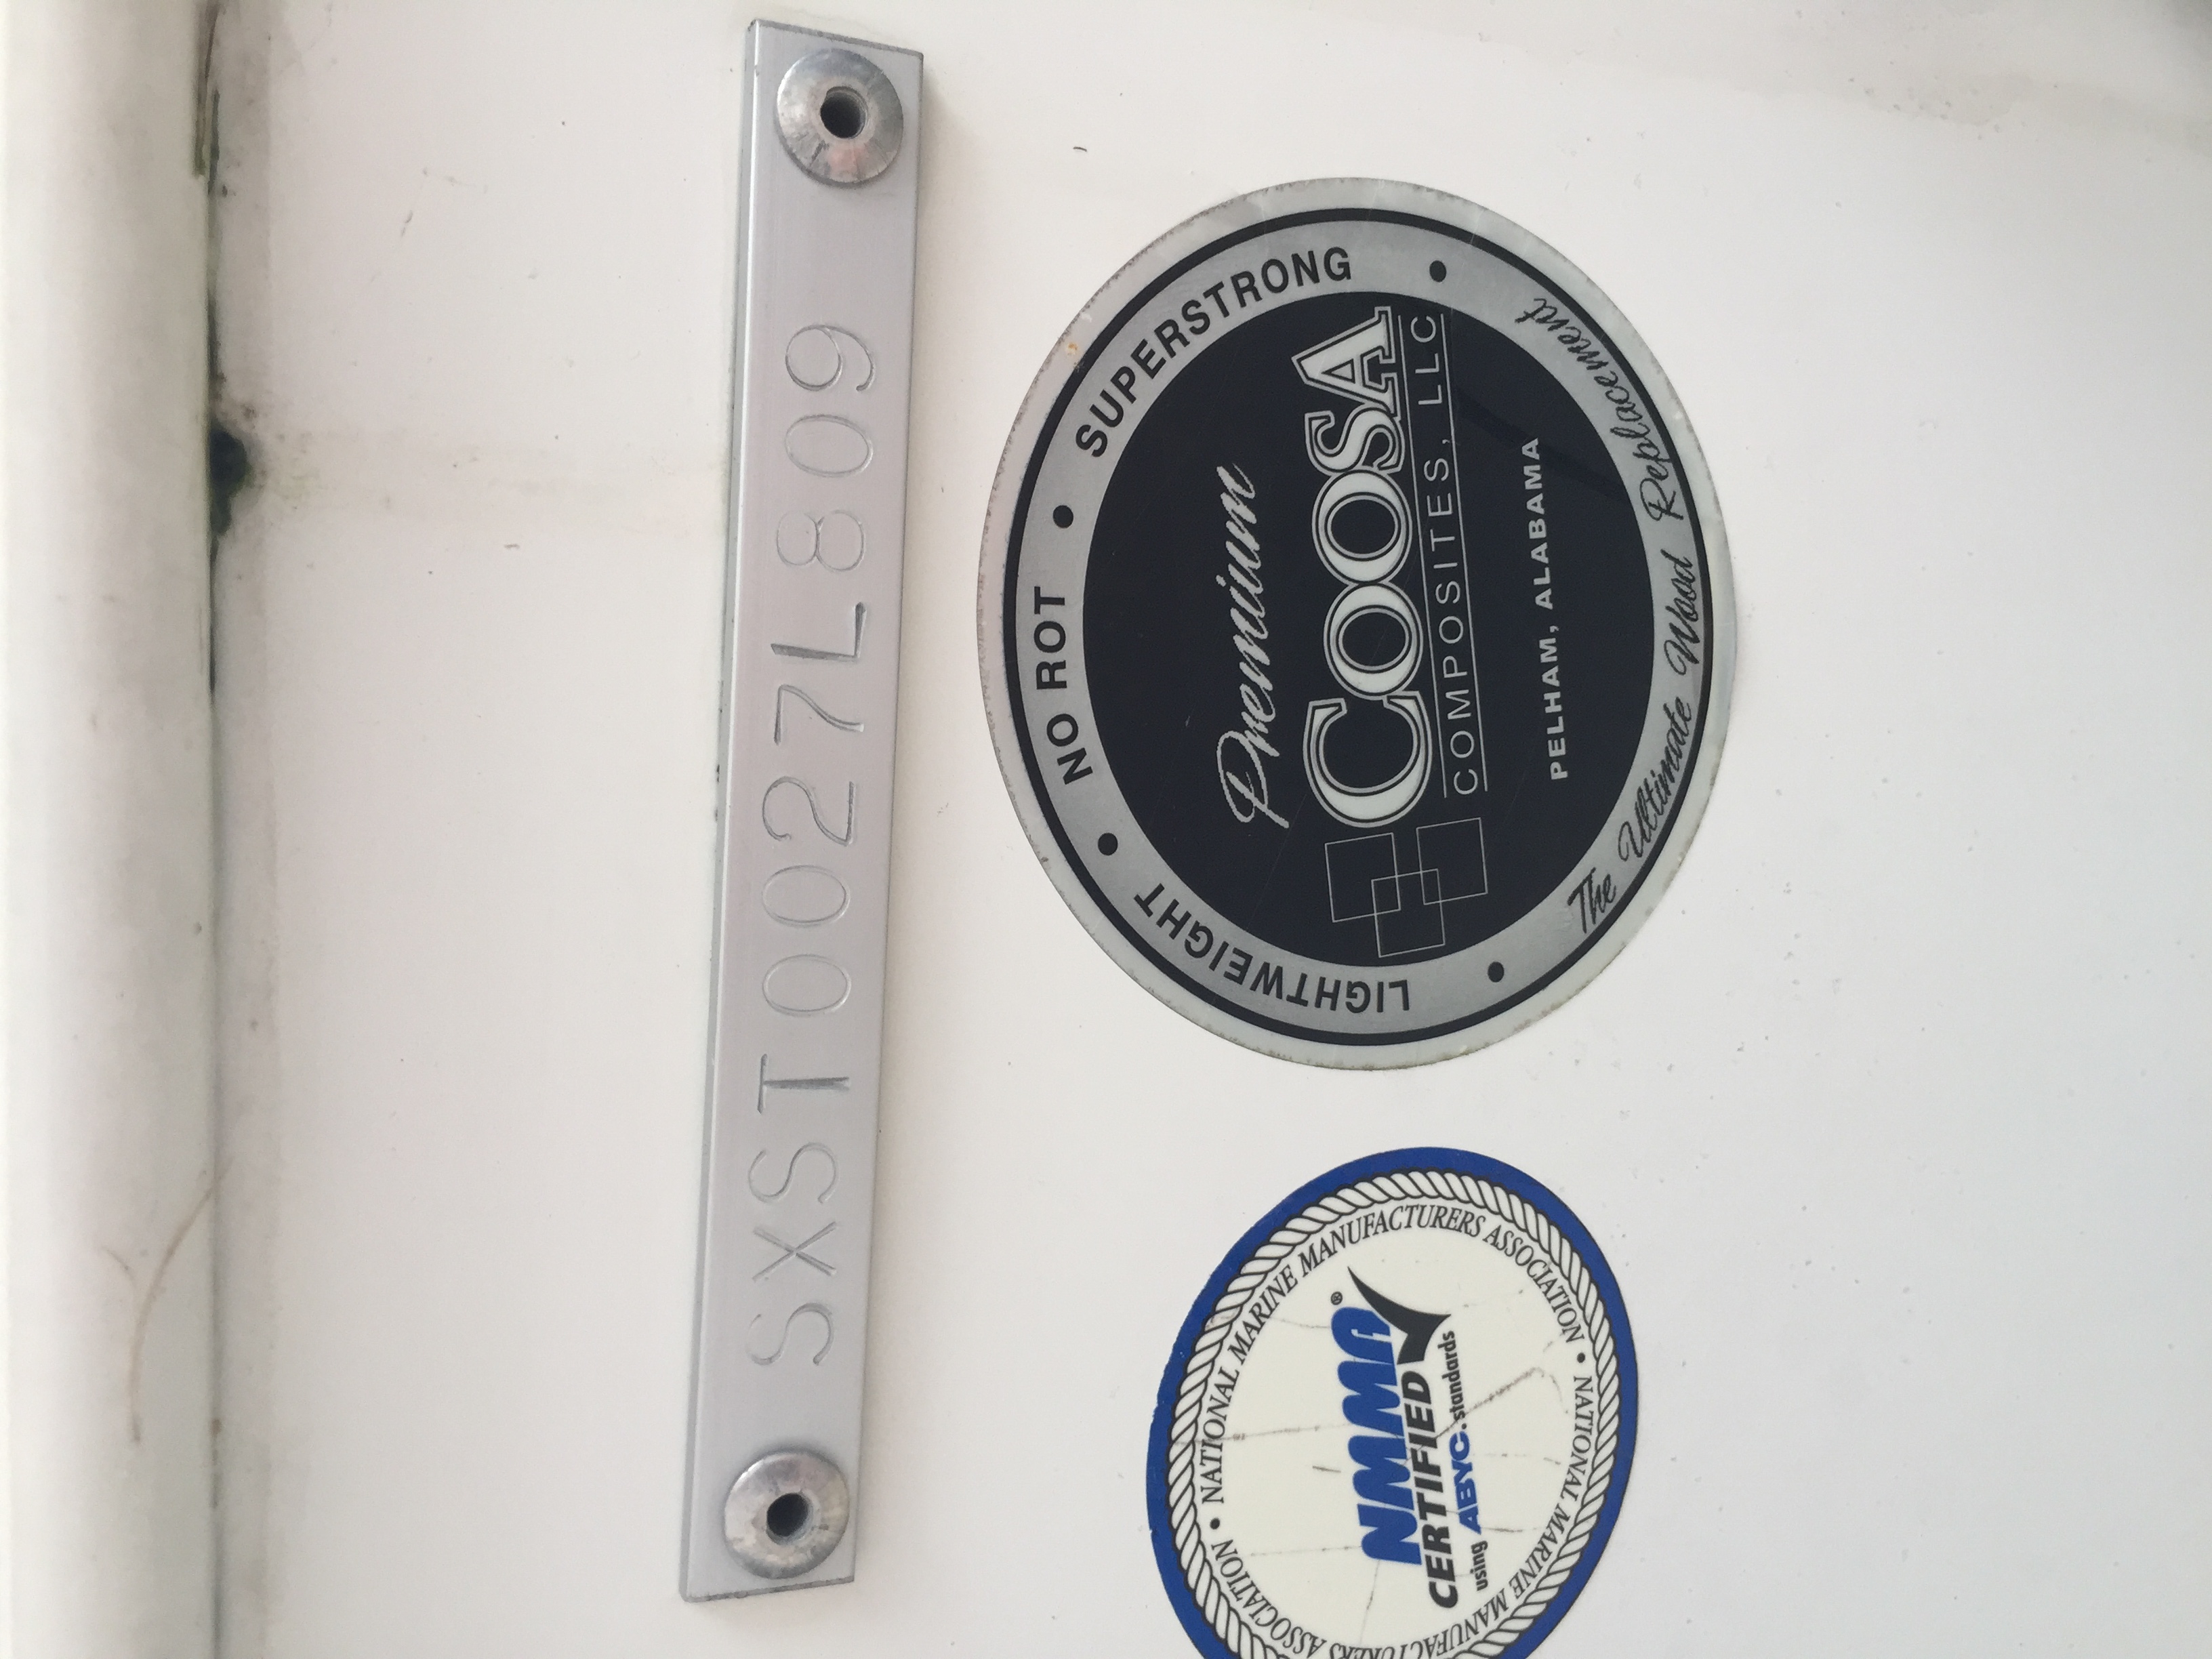 SXST0027L809
LIGHTWEIGHT • NO ROT • SUPERSTRONG
Premium
COOSA
COMPOSITES, LLC
PELHAM, ALABAMA
The Ultimate Wood Replacement
• NATIONAL MARINE MANUFACTURERS ASSOCIATION • NATIONAL MARINE MANUFACTURERS ASSOCIATION
NMMA®
CERTIFIED
using ABYC. standards